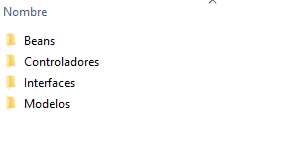 Nombre
Beans
Controladores
Interfaces
Modelos